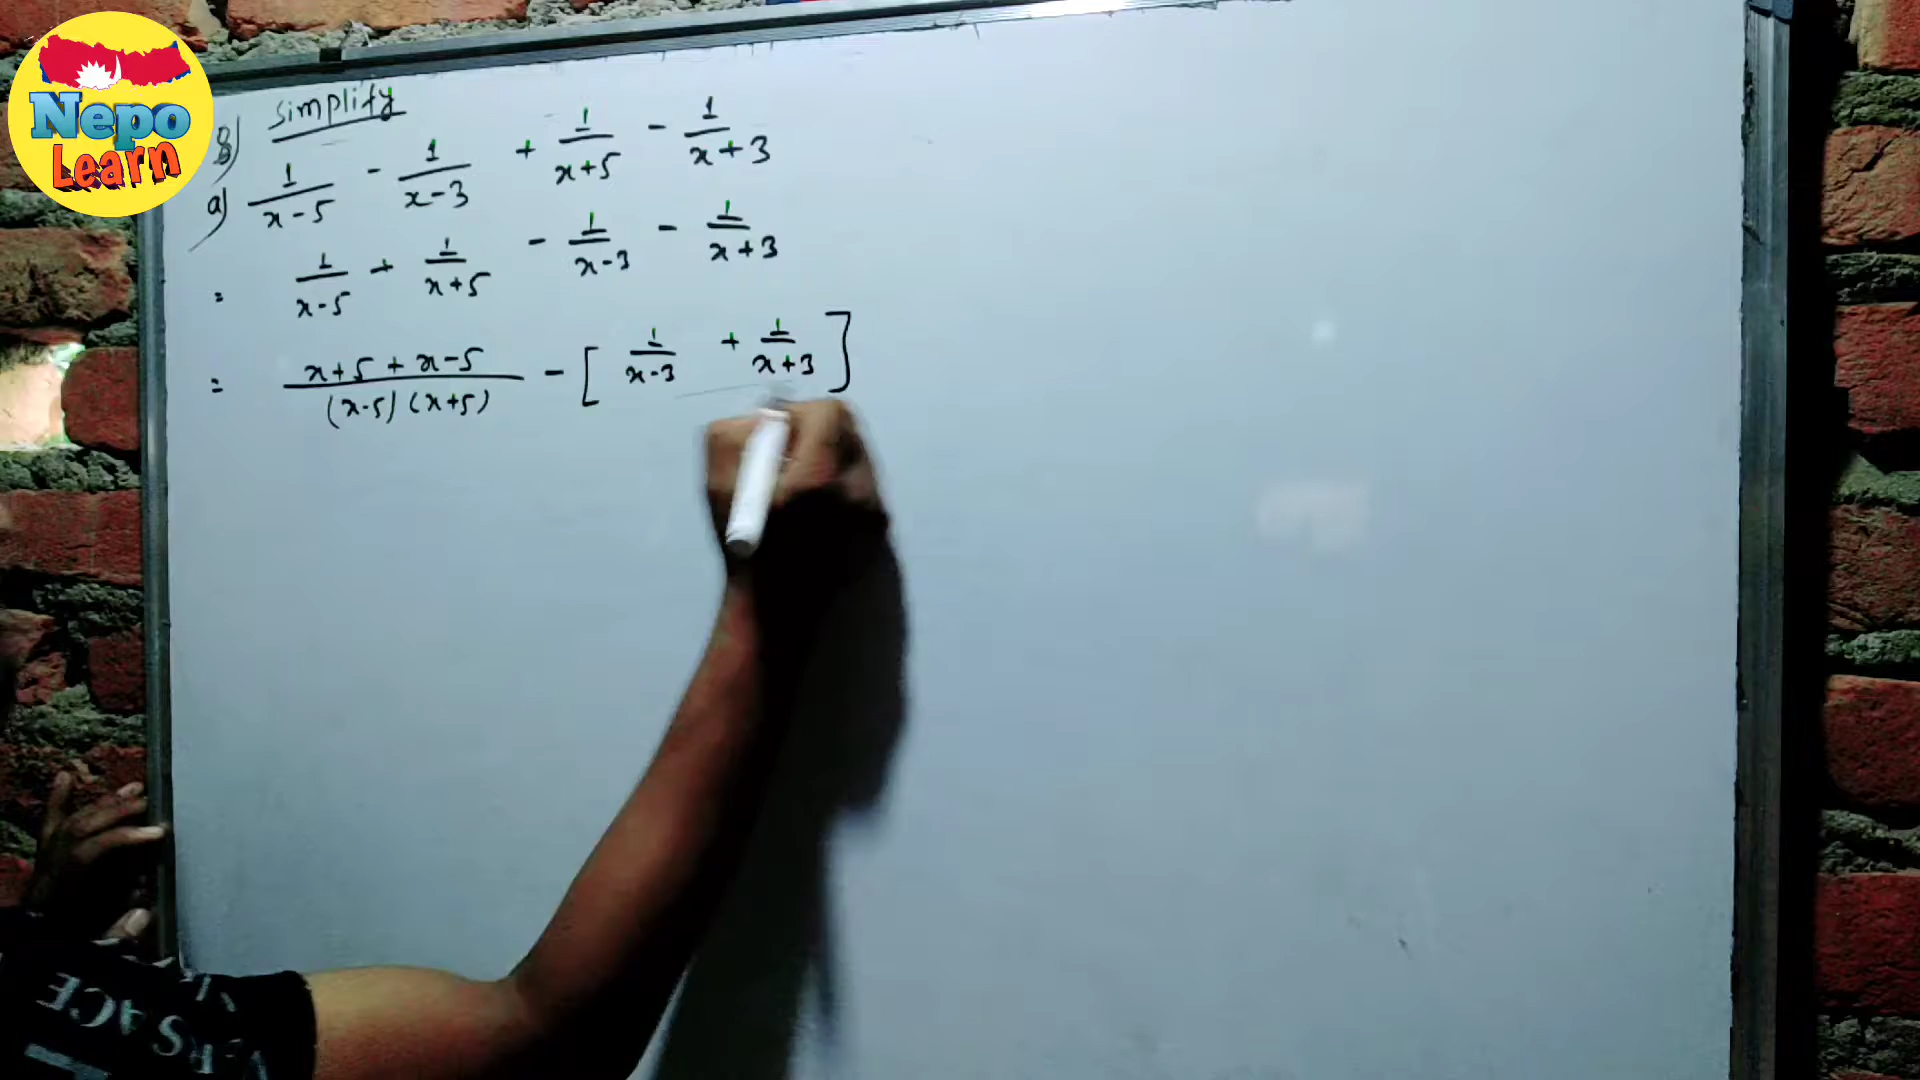 Nepo
Learn
8) simplify
a) 1/(x-5) - 1/(x-3) + 1/(x+5) - 1/(x+3)
= 1/(x-5) + 1/(x+5) - 1/(x-3) - 1/(x+3)
= (x+5+x-5)/((x-5)(x+5)) - [1/(x-3) + 1/(x+3)]
VERSACE